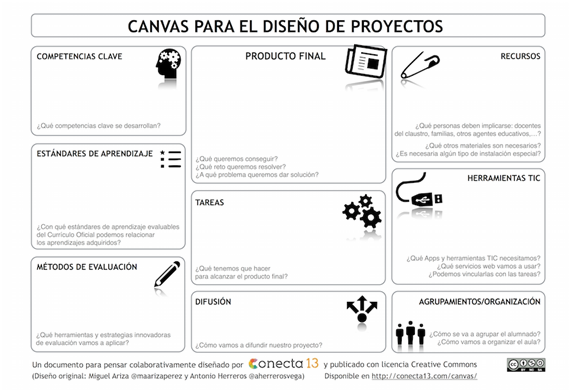 CANVAS PARA EL DISEÑO DE PROYECTOS
COMPETENCIAS CLAVE
¿Qué competencias clave se desarrollan?
ESTÁNDARES DE APRENDIZAJE
¿Con qué estándares de aprendizaje evaluables
del Currículo Oficial podemos relacionar
los aprendizajes adquiridos?
MÉTODOS DE EVALUACIÓN
¿Qué herramientas y estrategias innovadoras
de evaluación vamos a aplicar?
PRODUCTO FINAL
¿Qué queremos conseguir?
¿Qué reto queremos resolver?
¿A qué problema queremos dar solución?
TAREAS
¿Qué tenemos que hacer
para alcanzar el producto final?
DIFUSIÓN
¿Cómo vamos a difundir nuestro proyecto?
RECURSOS
¿Qué personas deben implicarse: docentes
del claustro, familias, otros agentes educativos,...?
¿Qué otros materiales son necesarios?
¿Es necesaria algún tipo de instalación especial?
HERRAMIENTAS TIC
¿Qué Apps y herramientas TIC necesitamos?
¿Qué servicios web vamos a usar?
¿Podemos vincularlas con las tareas?
AGRUPAMIENTOS/ORGANIZACIÓN
¿Cómo se va a agrupar el alumnado?
¿Cómo vamos a organizar el aula?
Un documento para pensar colaborativamente diseñado por Conecta 13 y publicado con licencia Creative Commons
(Diseño original: Miguel Ariza @maarizaperez y Antonio Herreros @aherrerosvega) Disponible en http://conecta13.com/canvas/